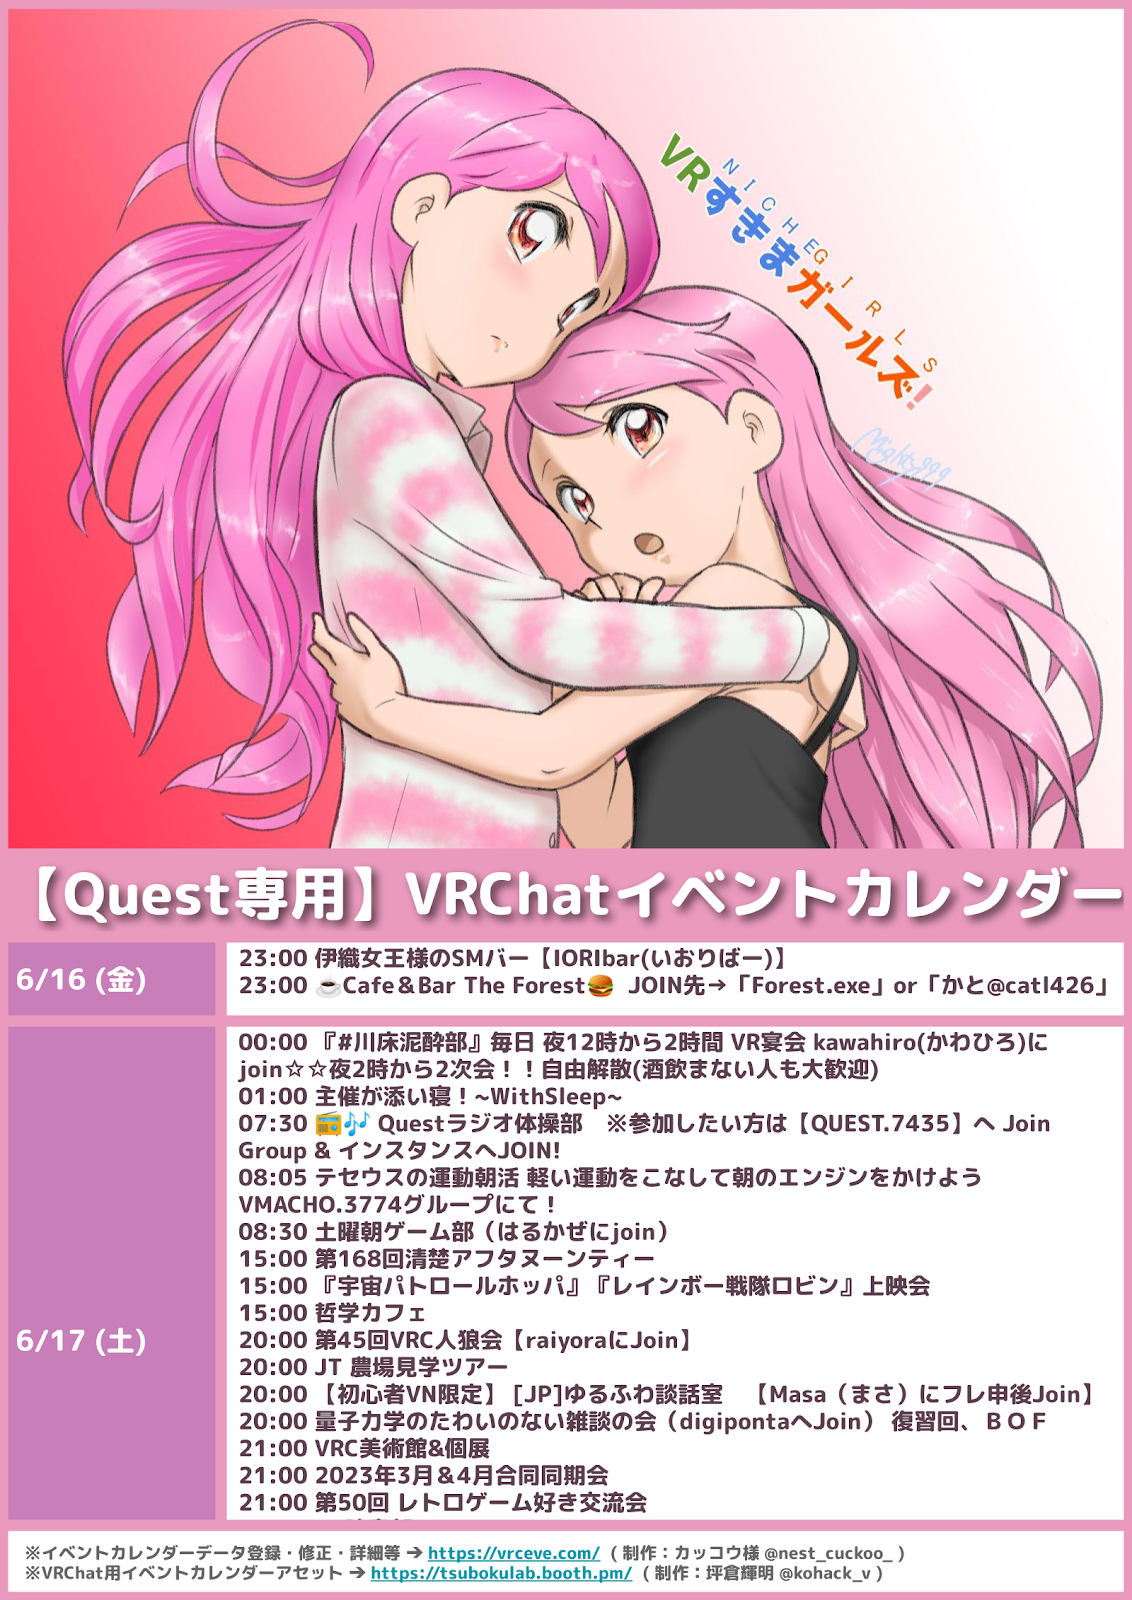 NICHE GIRLS
VRすきまガールズ!
Mighty999
【Quest専用】VRChatイベントカレンダー
6/16 (金)
23:00 伊織女王様のSMバー【IORIbar(いおりばー)】
23:00 ☕Cafe＆Bar The Forest🍔 JOIN先→「Forest.exe」or「かと@catl426」
6/17 (土)
00:00 『#川床泥酔部』毎日 夜12時から2時間 VR宴会 kawahiro(かわひろ)に
join☆☆夜2時から2次会！！自由解散(酒飲まない人も大歓迎)
01:00 主催が添い寝！~WithSleep~
07:30 📻🎶 Questラジオ体操部　※参加したい方は【QUEST.7435】へ Join
Group & インスタンスへJOIN!
08:05 テセウスの運動朝活 軽い運動をこなして朝のエンジンをかけよう
VMACHO.3774グループにて！
08:30 土曜朝ゲーム部（はるかぜにjoin）
15:00 第168回清楚アフタヌーンティー
15:00 『宇宙パトロールホッパ』『レインボー戦隊ロビン』上映会
15:00 哲学カフェ
20:00 第45回VRC人狼会【raiyoraにJoin】
20:00 JT 農場見学ツアー
20:00 【初心者VN限定】 [JP]ゆるふわ談話室　【Masa（まさ）にフレ申後Join】
20:00 量子力学のたわいのない雑談の会（digipontaへJoin） 復習回、ＢＯＦ
21:00 VRC美術館&個展
21:00 2023年3月＆4月合同同期会
21:00 第50回 レトロゲーム好き交流会
※イベントカレンダーデータ登録・修正・詳細等 → https://vrceve.com/ ( 制作：カッコウ様 @nest_cuckoo_ )
※VRChat用イベントカレンダーアセット → https://tsubokulab.booth.pm/ ( 制作：坪倉輝明 @kohack_v )